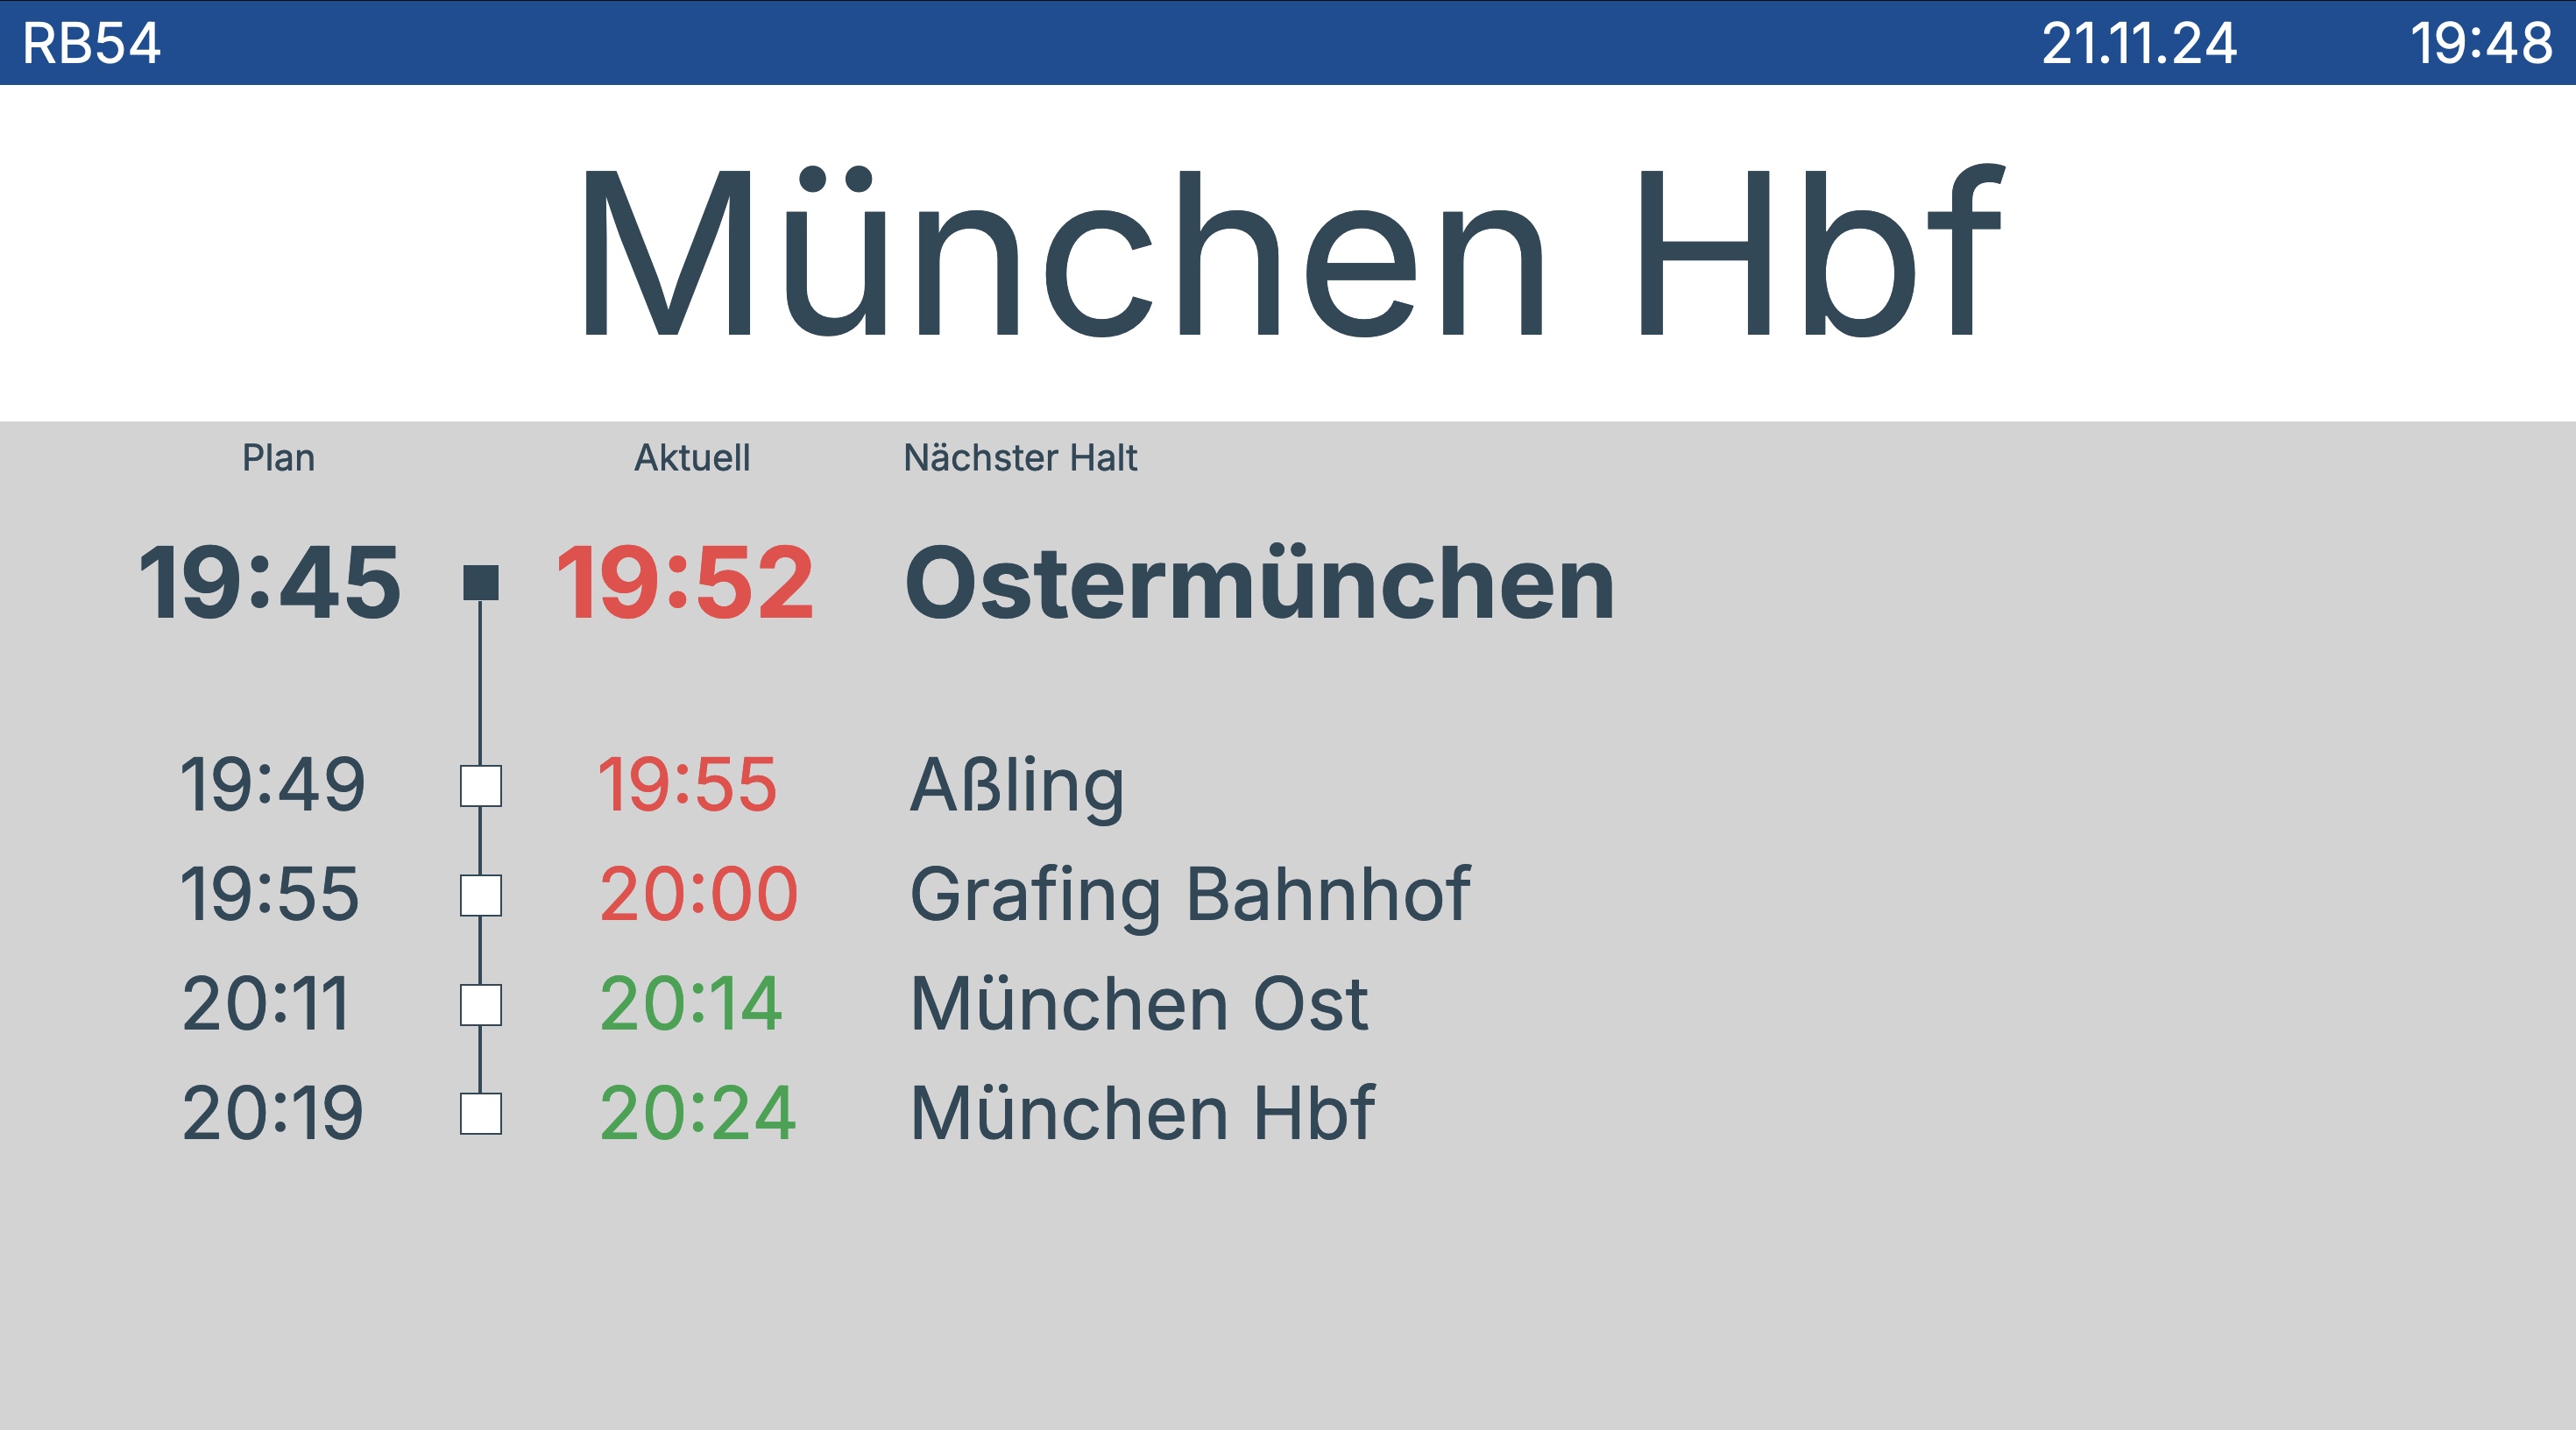 RB54 21.11.24 19:48
München Hbf
Plan Aktuell Nächster Halt
19:45 19:52 Ostermünchen
19:49 19:55 Aßling
19:55 20:00 Grafing Bahnhof
20:11 20:14 München Ost
20:19 20:24 München Hbf